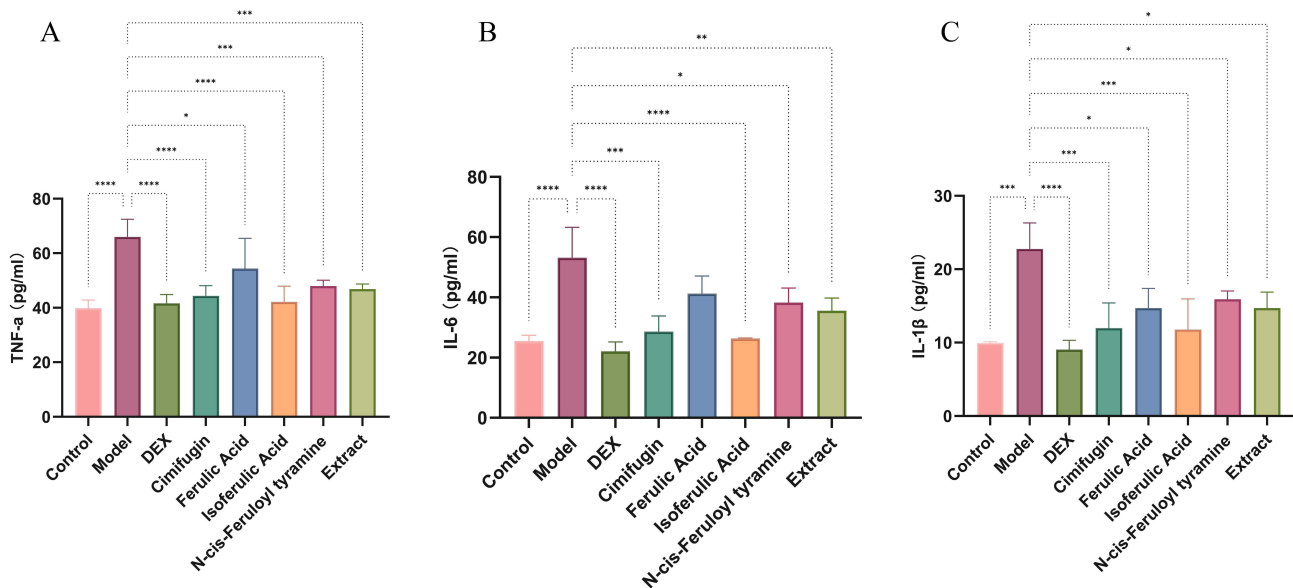 A
***
***
****
*
****
****
****
TNF-a (pg/ml)
80
60
40
20
0
Control
Model
DEX
Cimifugin
Ferulic Acid
Isoferulic Acid
N-cis-Feruloyl tyramine
Extract
B
**
*
****
***
****
****
IL-6 (pg/ml)
80
60
40
20
0
Control
Model
DEX
Cimifugin
Ferulic Acid
Isoferulic Acid
N-cis-Feruloyl tyramine
Extract
C
*
*
***
*
***
***
****
IL-1β (pg/ml)
30
20
10
0
Control
Model
DEX
Cimifugin
Ferulic Acid
Isoferulic Acid
N-cis-Feruloyl tyramine
Extract